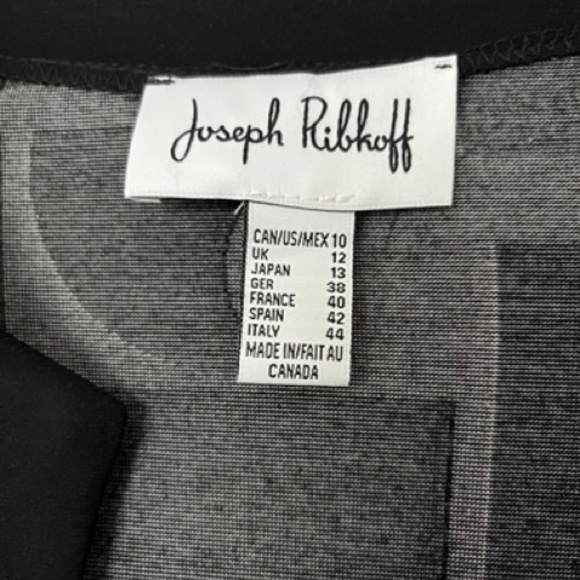 Joseph Ribkoff
CAN/US/MEX 10
UK 12
JAPAN 13
GER 38
FRANCE 40
SPAIN 42
ITALY 44
MADE IN/FAIT AU
CANADA